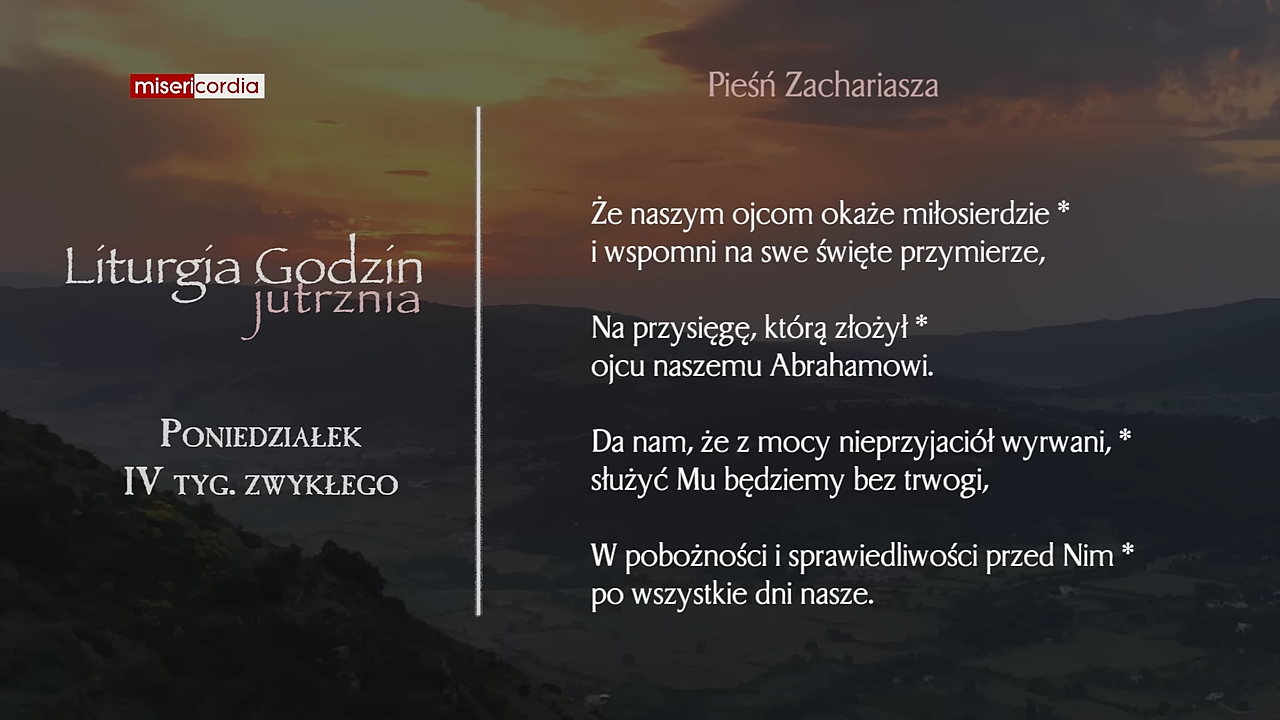 misericordia
Pieśń Zachariasza
Liturgia Godzin
jutrznia
Poniedziałek
IV tyg. zwykłego
Że naszym ojcom okaże miłosierdzie *
i wspomni na swe święte przymierze,
Na przysięgę, którą złożył *
ojcu naszemu Abrahamowi.
Da nam, że z mocy nieprzyjaciół wyrwani, *
służyć Mu będziemy bez trwogi,
W pobożności i sprawiedliwości przed Nim *
po wszystkie dni nasze.